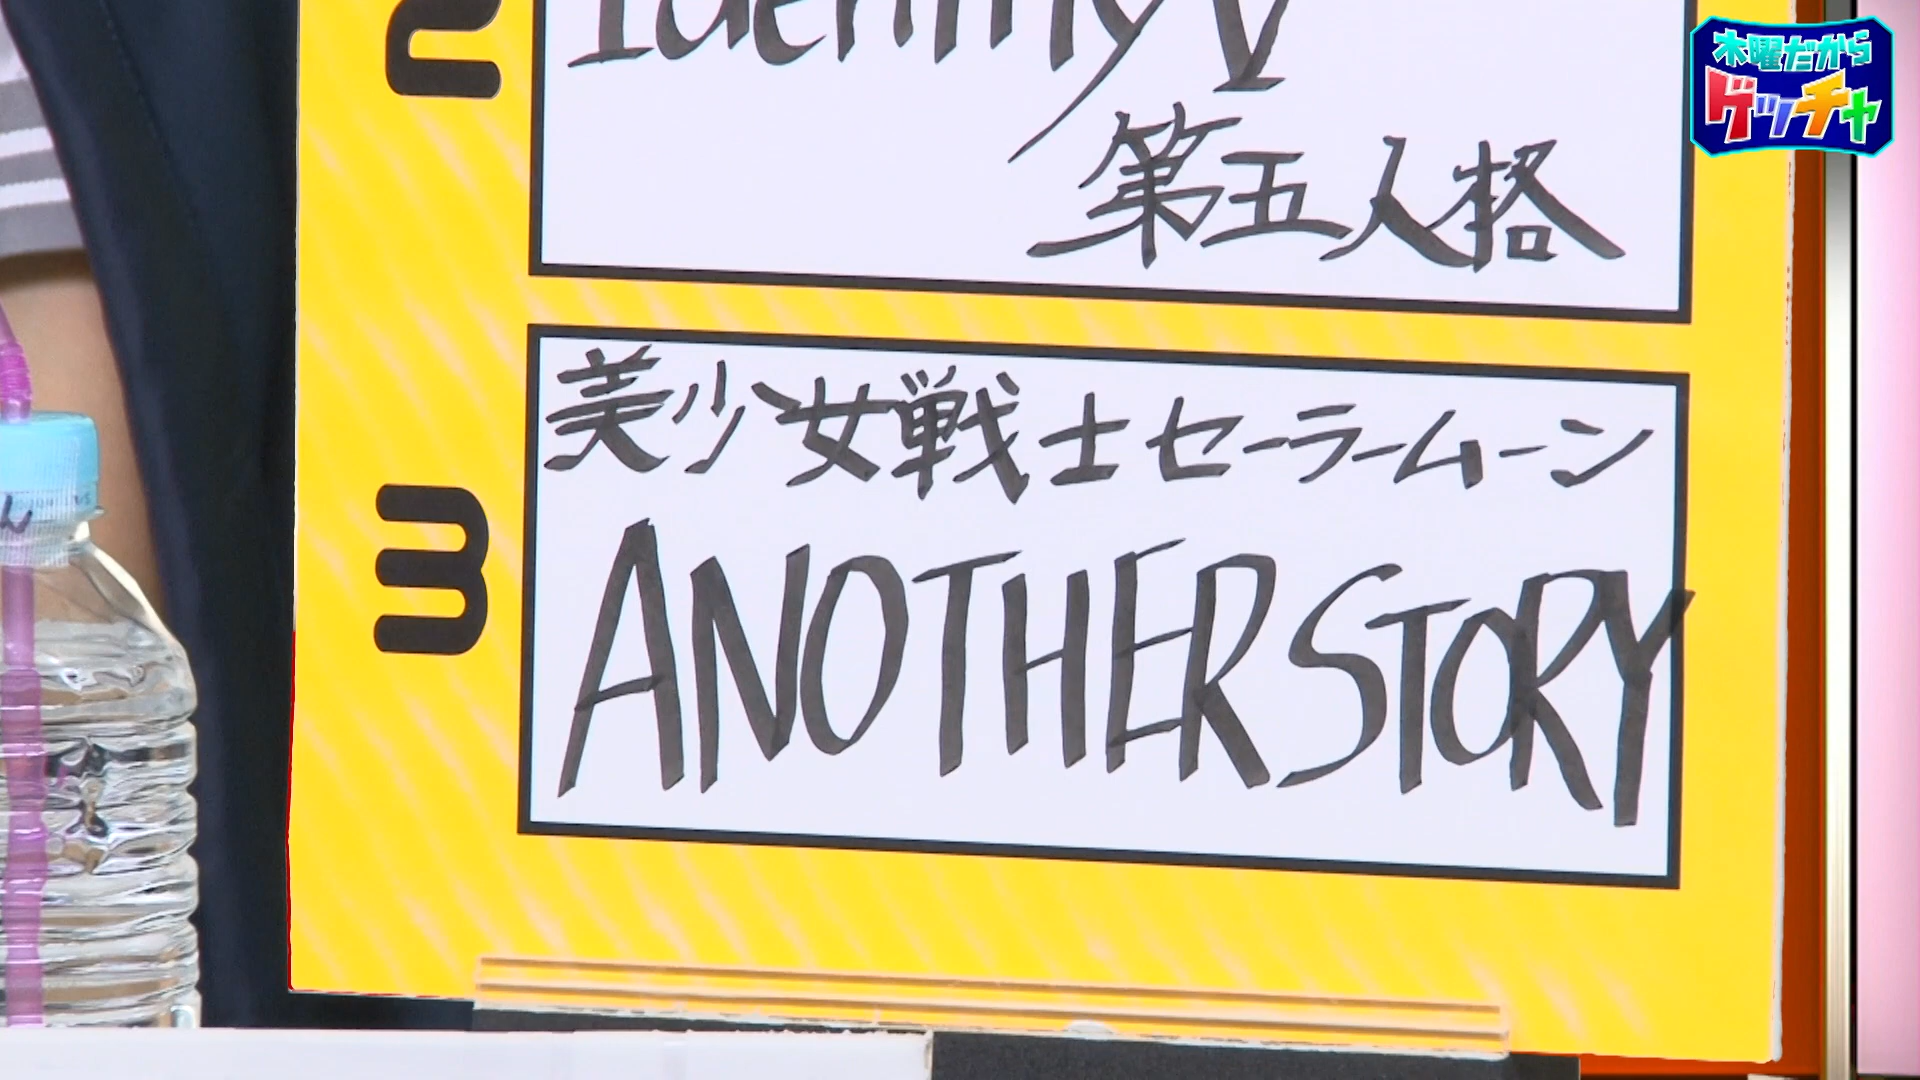 木曜だから
ゲッチャ
2
Identity V
第五人格
3
美少女戦士セーラームーン
ANOTHER STORY